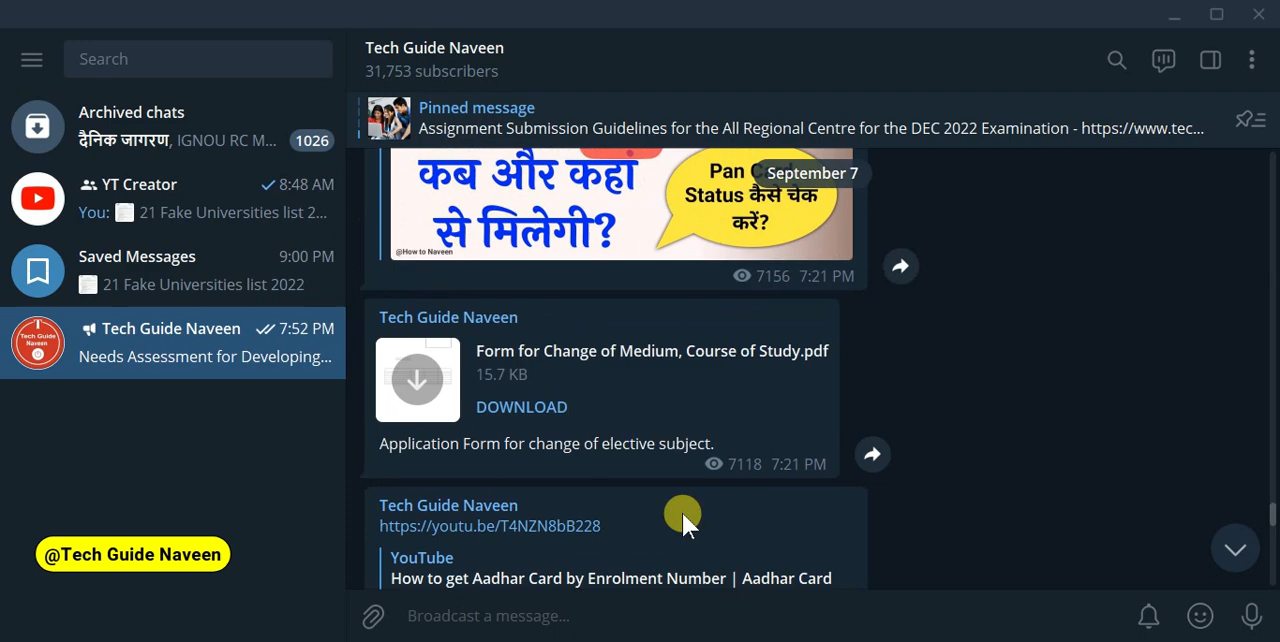 Search
Archived chats
दैनिक जागरण, IGNOU RC M... 1026
YT Creator 8:48 AM
You: 21 Fake Universities list 2...
Saved Messages 9:00 PM
21 Fake Universities list 2022
Tech Guide Naveen 7:52 PM
Needs Assessment for Developing...
@Tech Guide Naveen
Tech Guide Naveen
31,753 subscribers
Pinned message
Assignment Submission Guidelines for the All Regional Centre for the DEC 2022 Examination - https://www.tec...
September 7
कब और कहां
से मिलेगी?
Pan
Status कैसे चेक
करें?
@How to Naveen
7156 7:21 PM
Tech Guide Naveen
Form for Change of Medium, Course of Study.pdf
15.7 KB
DOWNLOAD
Application Form for change of elective subject.
7118 7:21 PM
Tech Guide Naveen
https://youtu.be/T4NZN8bB228
YouTube
How to get Aadhar Card by Enrolment Number | Aadhar Card
Broadcast a message...